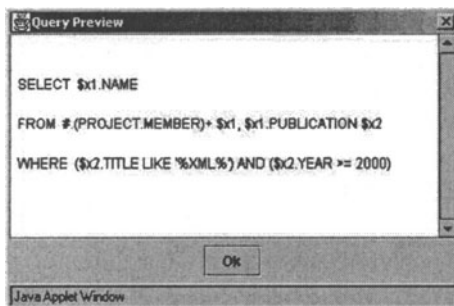 Query Preview
SELECT $x1.NAME
FROM #.(PROJECT.MEMBER)+ $x1, $x1.PUBLICATION $x2
WHERE ($x2.TITLE LIKE '%XML%') AND ($x2.YEAR >= 2000)
Ok
Java Applet Window